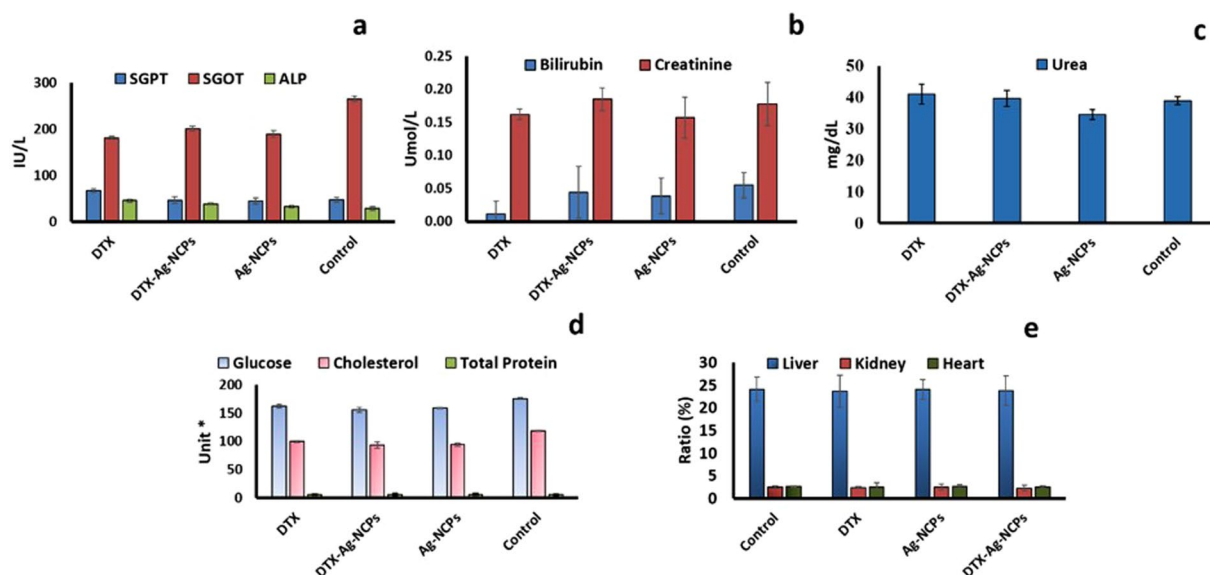 a
SGPT SGOT ALP
300
200
100
0
IU/L
DTX
DTX-Ag-NCPs
Ag-NCPs
Control
b
Bilirubin Creatinine
0.25
0.20
0.15
0.10
0.05
0.00
Umol/L
DTX
DTX-Ag-NCPs
Ag-NCPs
Control
c
Urea
50
40
30
20
10
0
mg/dL
DTX
DTX-Ag-NCPs
Ag-NCPs
Control
d
Glucose Cholesterol Total Protein
200
150
100
50
0
Unit *
DTX
DTX-Ag-NCPs
Ag-NCPs
Control
e
Liver Kidney Heart
30
25
20
15
10
5
0
Ratio (%)
Control
DTX
Ag-NCPs
DTX-Ag-NCPs